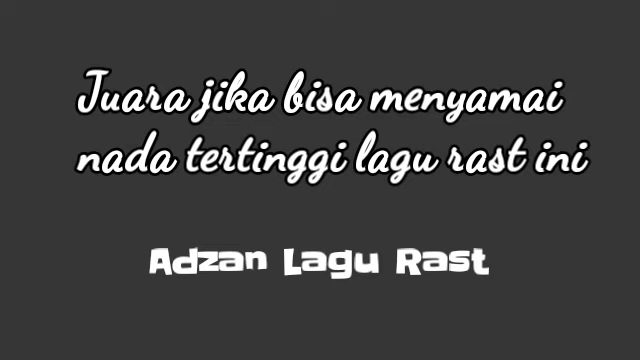 Juara jika bisa menyamai
nada tertinggi lagu rast ini
Adzan Lagu Rast